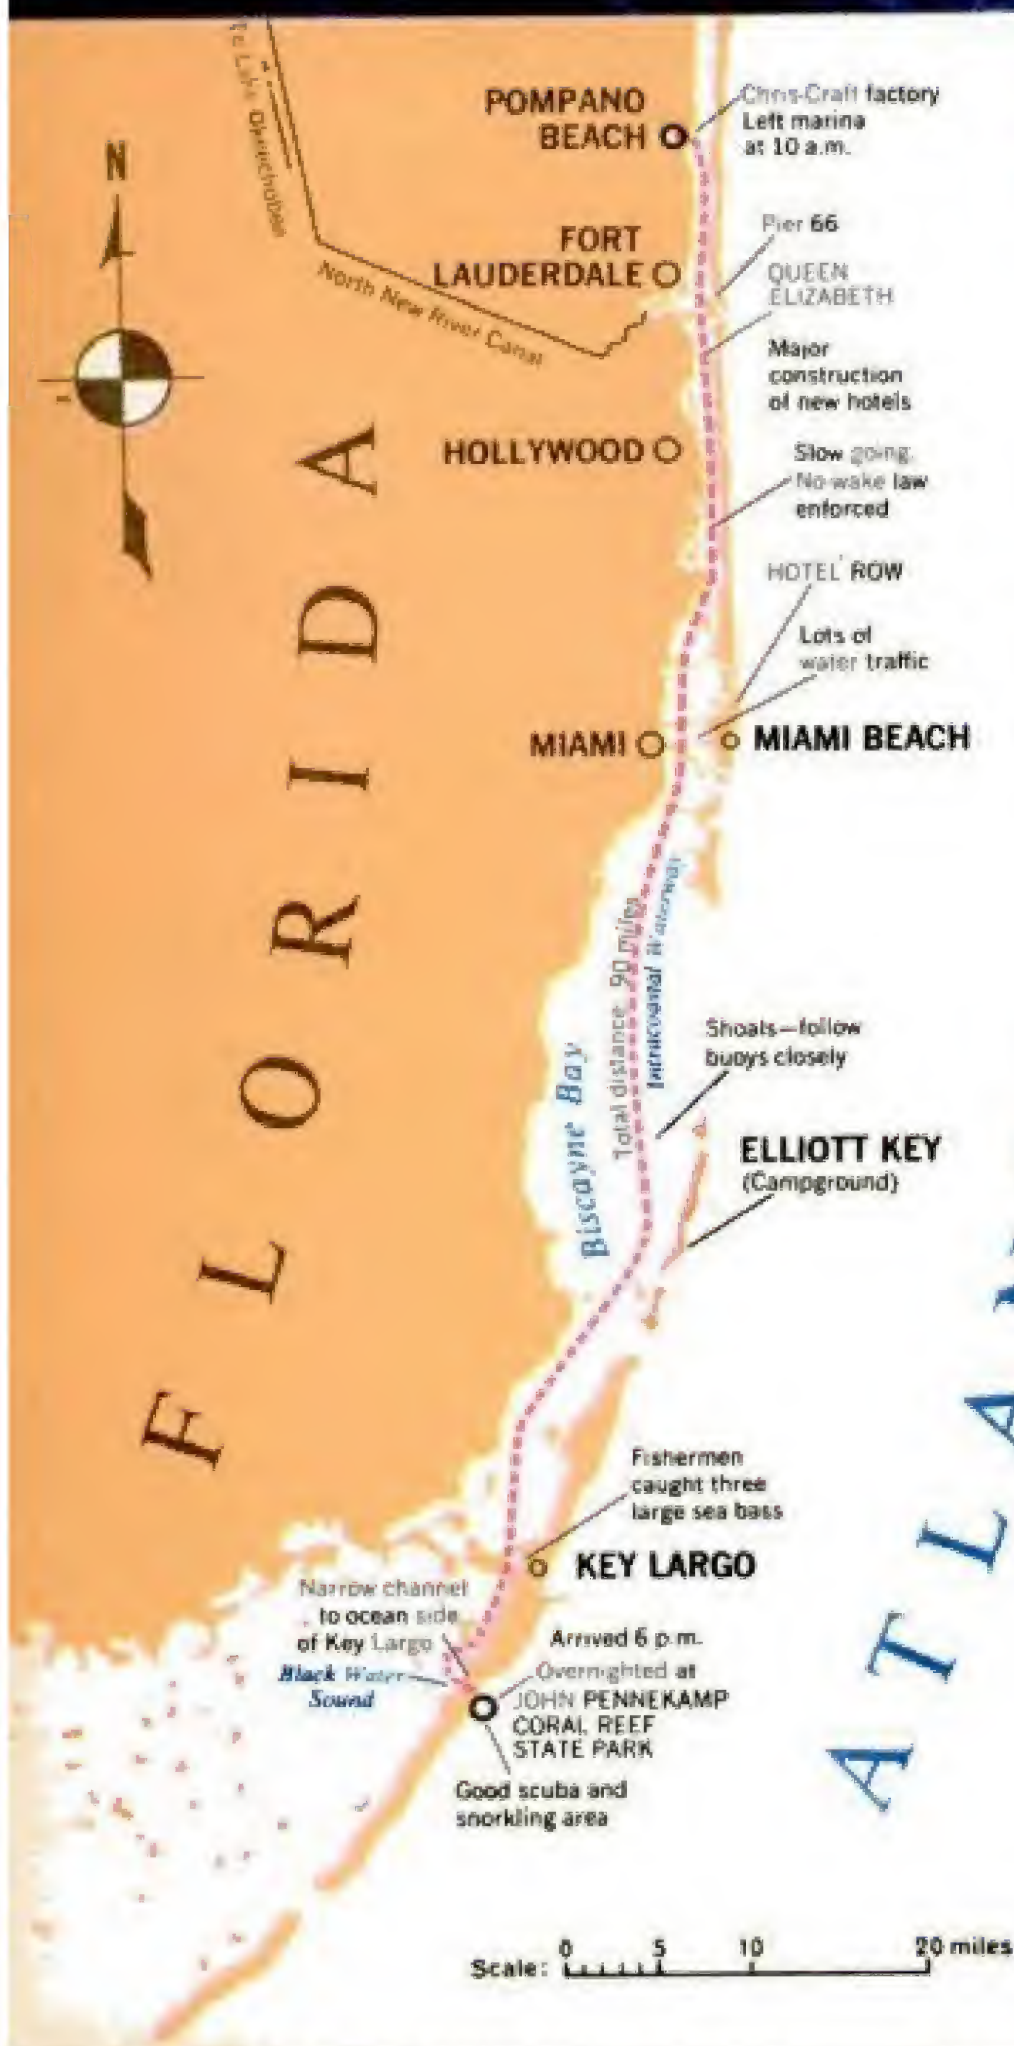 To Lake Okeechobee
POMPANO
BEACH
Chris-Craft factory
Left marina
at 10 a.m.
N
Pier 66
FORT
LAUDERDALE
North New River Canal
QUEEN
ELIZABETH
Major
construction
of new hotels
HOLLYWOOD
Slow going.
No-wake law
enforced
HOTEL ROW
Lots of
water traffic
MIAMI
MIAMI BEACH
FLORIDA
Total distance, 90 miles
Intracoastal Waterway
Biscayne Bay
Shoals—follow
buoys closely
ELLIOTT KEY
(Campground)
Fishermen
caught three
large sea bass
KEY LARGO
Narrow channel
to ocean side
of Key Largo
Black Water
Sound
Arrived 6 p.m.
Overnighted at
JOHN PENNEKAMP
CORAL REEF
STATE PARK
Good scuba and
snorkling area
ATLA
Scale: 0 5 10 20 miles